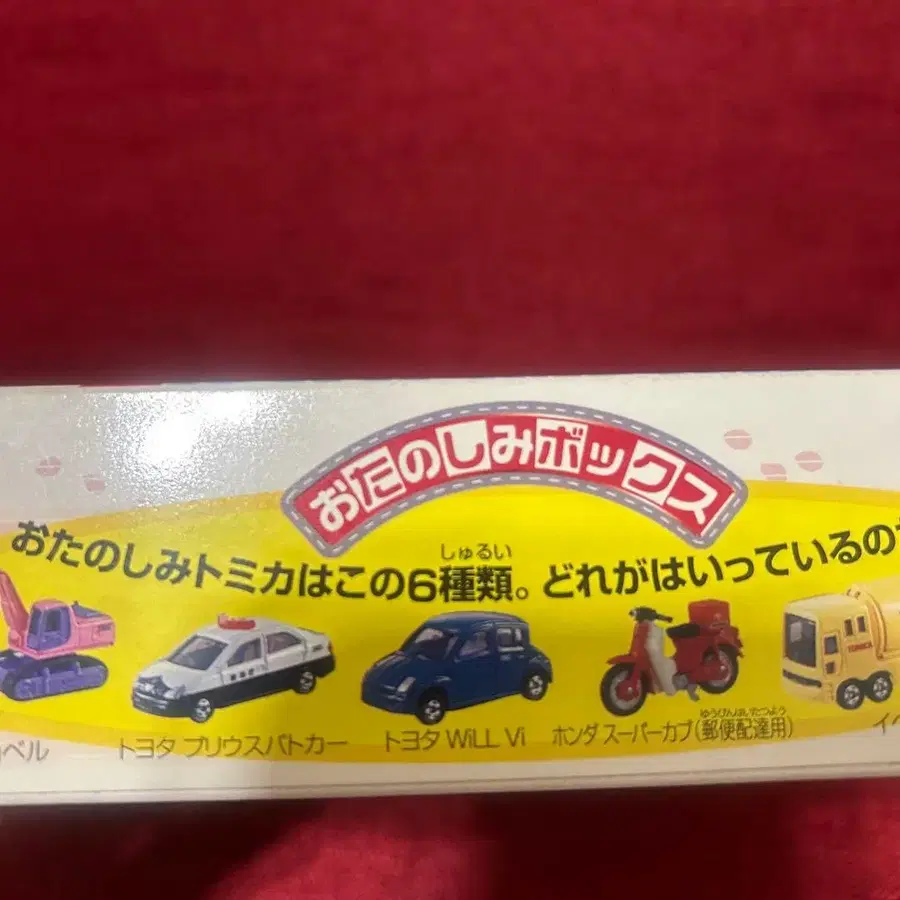 おたのしみボックス
しゅるい
おたのしみトミカはこの6種類。どれがはいっているの
ゆうびんはいたつよう
ベル
トヨタ プリウスパトカー
トヨタ WiLL Vi
ホンダ スーパーカブ(郵便配達用)
イベ
TOMICA